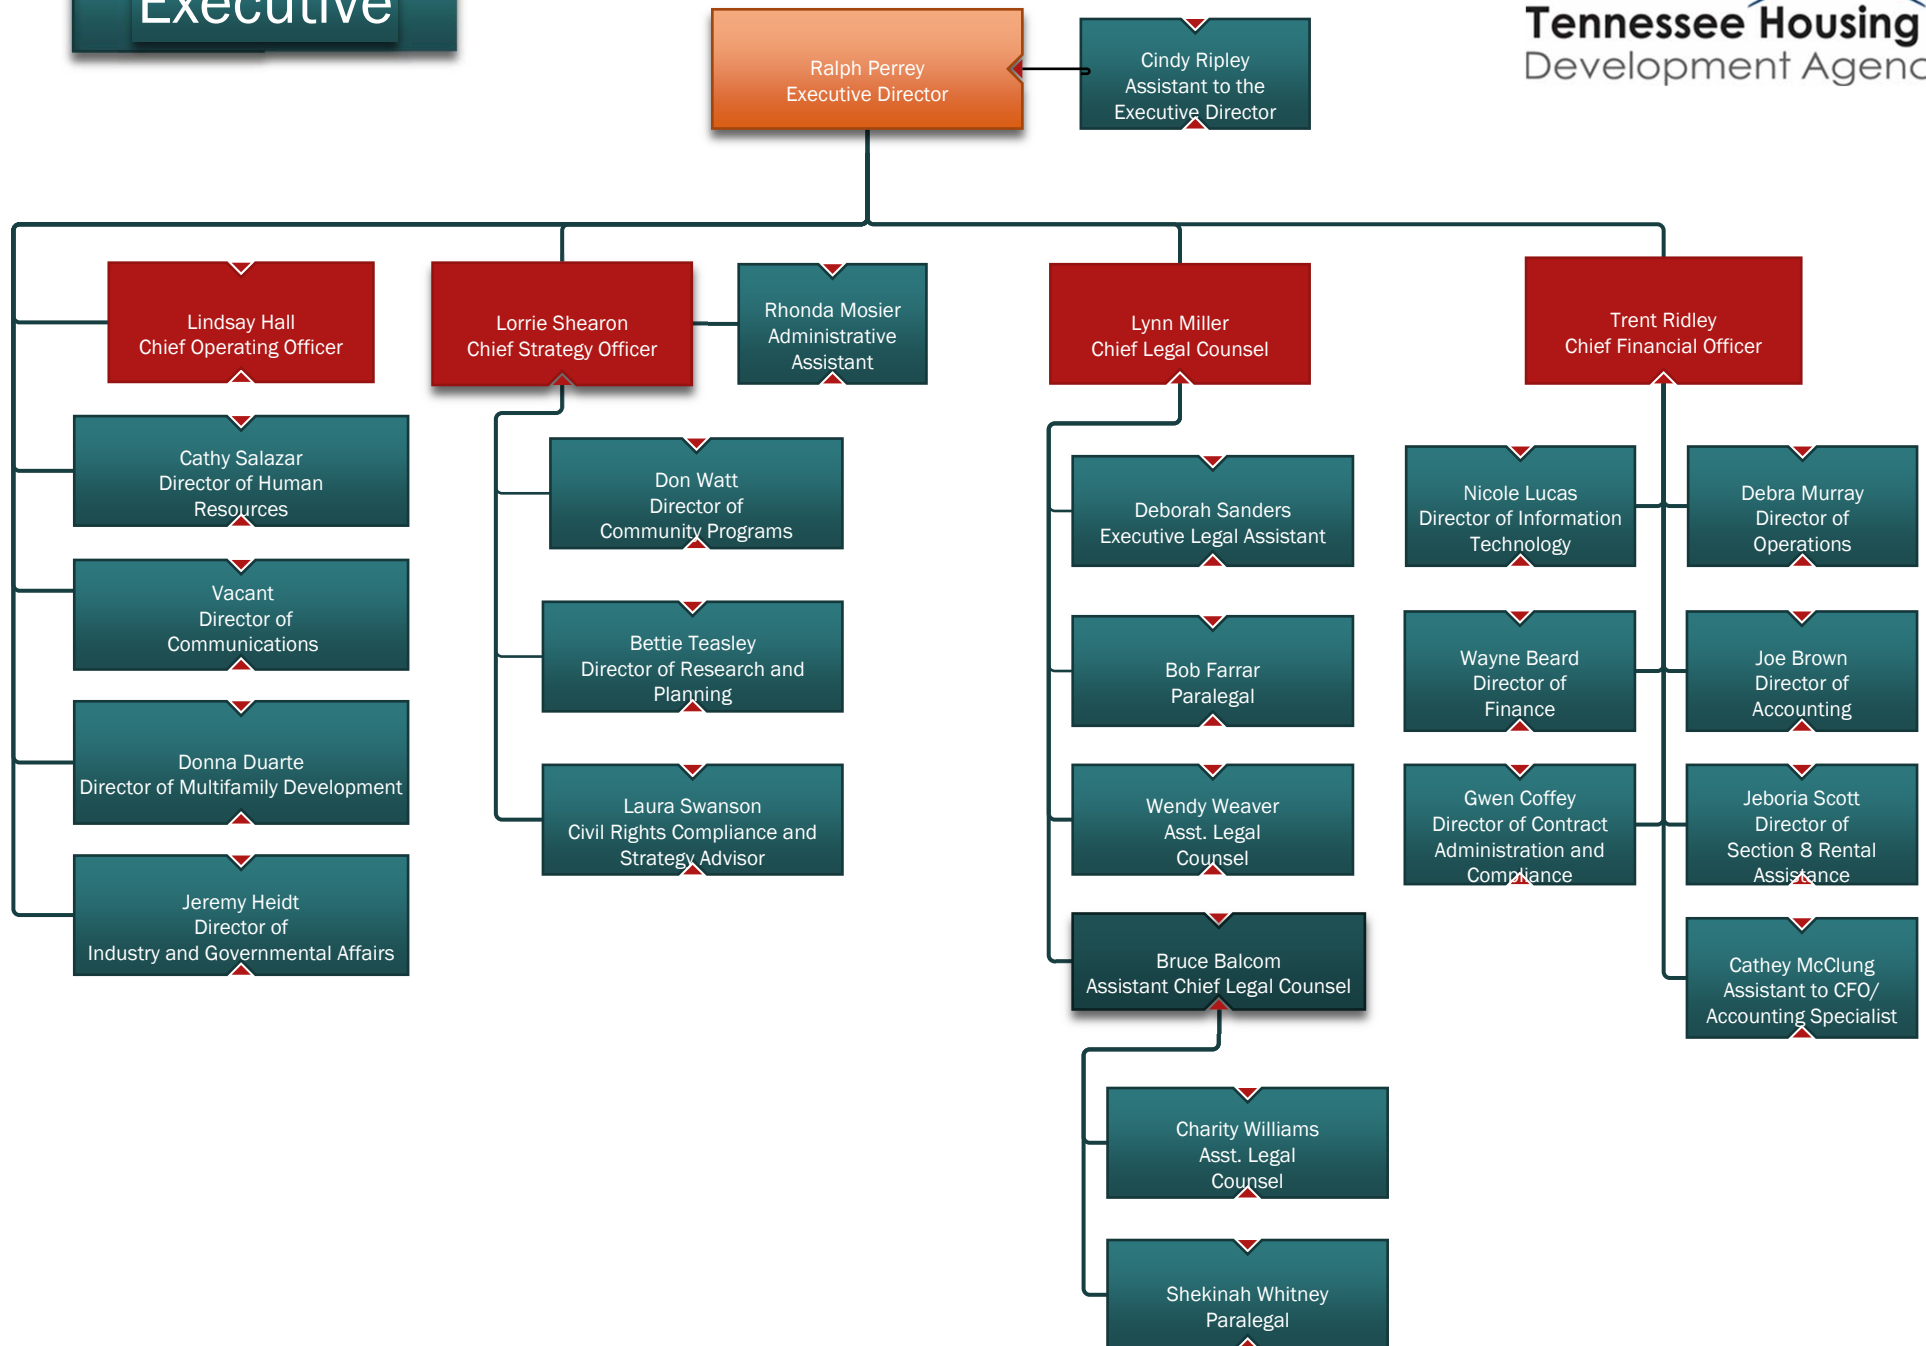 Executive
Tennessee Housing
Development Agenc
Ralph Perrey
Executive Director
Cindy Ripley
Assistant to the
Executive Director
Lindsay Hall
Chief Operating Officer
Lorrie Shearon
Chief Strategy Officer
Rhonda Mosier
Administrative
Assistant
Lynn Miller
Chief Legal Counsel
Trent Ridley
Chief Financial Officer
Cathy Salazar
Director of Human
Resources
Vacant
Director of
Communications
Donna Duarte
Director of Multifamily Development
Jeremy Heidt
Director of
Industry and Governmental Affairs
Don Watt
Director of
Community Programs
Bettie Teasley
Director of Research and
Planning
Laura Swanson
Civil Rights Compliance and
Strategy Advisor
Deborah Sanders
Executive Legal Assistant
Bob Farrar
Paralegal
Wendy Weaver
Asst. Legal
Counsel
Bruce Balcom
Assistant Chief Legal Counsel
Charity Williams
Asst. Legal
Counsel
Shekinah Whitney
Paralegal
Nicole Lucas
Director of Information
Technology
Debra Murray
Director of
Operations
Wayne Beard
Director of
Finance
Joe Brown
Director of
Accounting
Gwen Coffey
Director of Contract
Administration and
Compliance
Jeboria Scott
Director of
Section 8 Rental
Assistance
Cathey McClung
Assistant to CFO/
Accounting Specialist